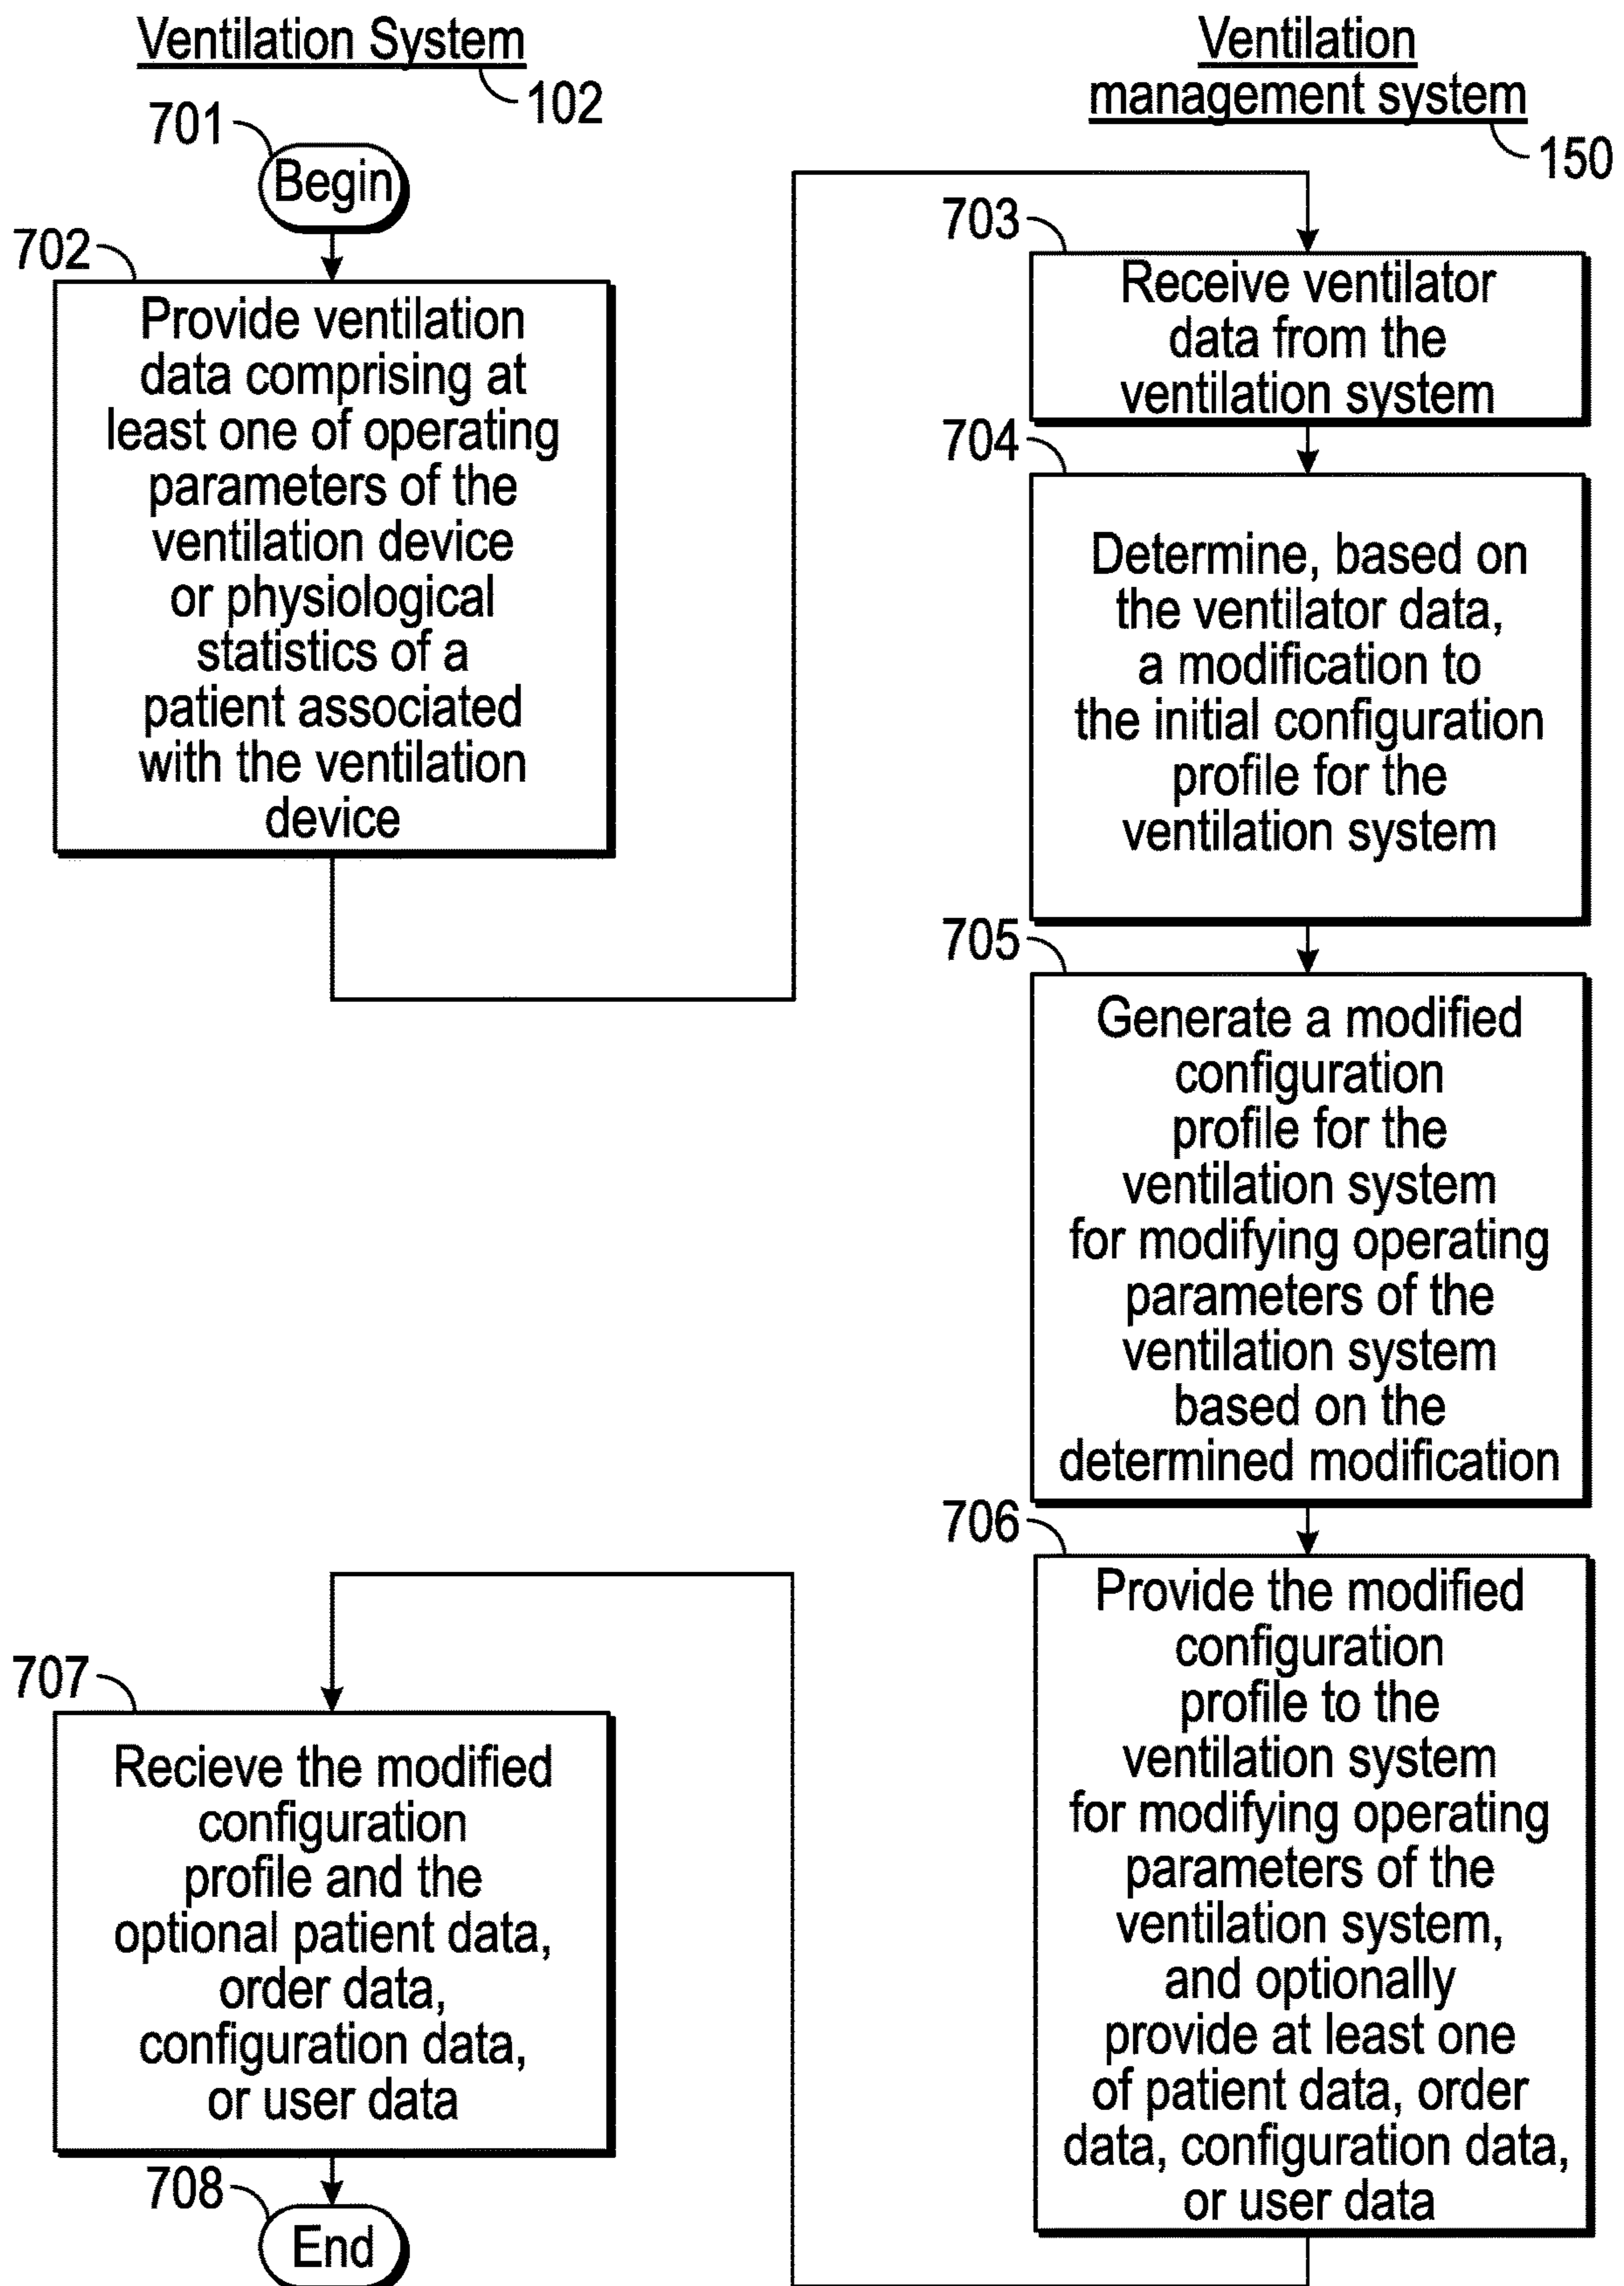 Ventilation System
102
701
Begin
702
Provide ventilation
data comprising at
least one of operating
parameters of the
ventilation device
or physiological
statistics of a
patient associated
with the ventilation
device
Ventilation
management system
150
703
Receive ventilator
data from the
ventilation system
704
Determine, based on
the ventilator data,
a modification to
the initial configuration
profile for the
ventilation system
705
Generate a modified
configuration
profile for the
ventilation system
for modifying operating
parameters of the
ventilation system
based on the
determined modification
706
Provide the modified
configuration
profile to the
ventilation system
for modifying operating
parameters of the
ventilation system,
and optionally
provide at least one
of patient data, order
data, configuration data,
or user data
707
Recieve the modified
configuration
profile and the
optional patient data,
order data,
configuration data,
or user data
708
End